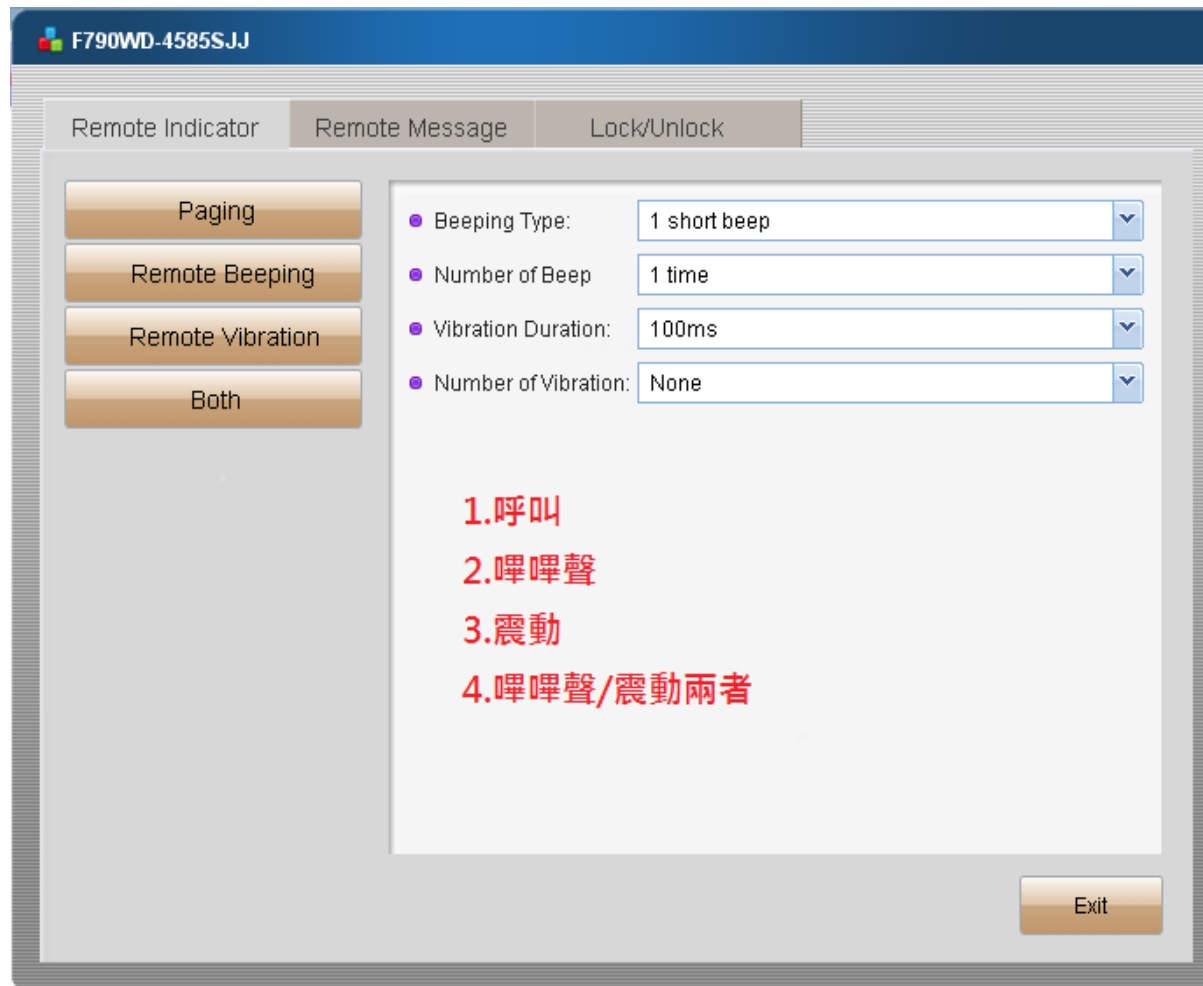 F790WD-4585SJJ
Remote Indicator Remote Message Lock/Unlock
Paging
Remote Beeping
Remote Vibration
Both
Beeping Type: 1 short beep
Number of Beep 1 time
Vibration Duration: 100ms
Number of Vibration: None
1.呼叫
2.嗶嗶聲
3.震動
4.嗶嗶聲/震動兩者
Exit